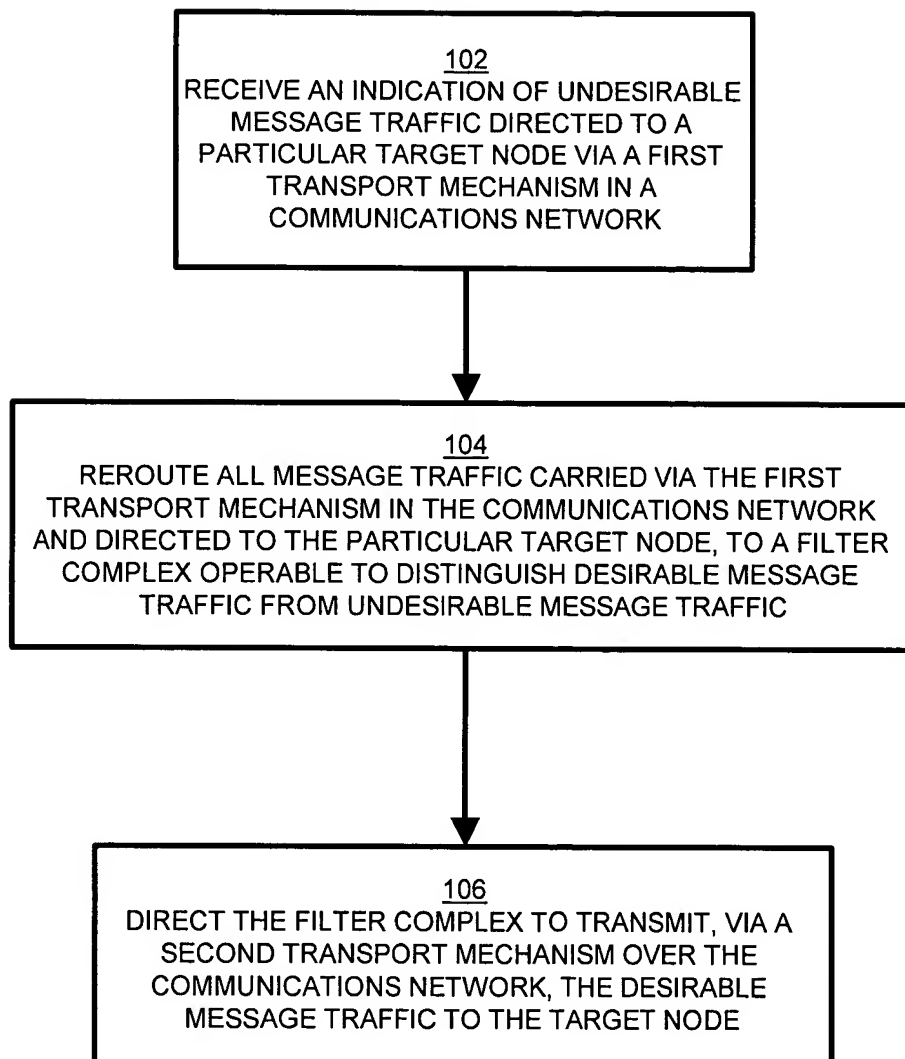 102
RECEIVE AN INDICATION OF UNDESIRABLE
MESSAGE TRAFFIC DIRECTED TO A
PARTICULAR TARGET NODE VIA A FIRST
TRANSPORT MECHANISM IN A
COMMUNICATIONS NETWORK
104
REROUTE ALL MESSAGE TRAFFIC CARRIED VIA THE FIRST
TRANSPORT MECHANISM IN THE COMMUNICATIONS NETWORK
AND DIRECTED TO THE PARTICULAR TARGET NODE, TO A FILTER
COMPLEX OPERABLE TO DISTINGUISH DESIRABLE MESSAGE
TRAFFIC FROM UNDESIRABLE MESSAGE TRAFFIC
106
DIRECT THE FILTER COMPLEX TO TRANSMIT, VIA A
SECOND TRANSPORT MECHANISM OVER THE
COMMUNICATIONS NETWORK, THE DESIRABLE
MESSAGE TRAFFIC TO THE TARGET NODE